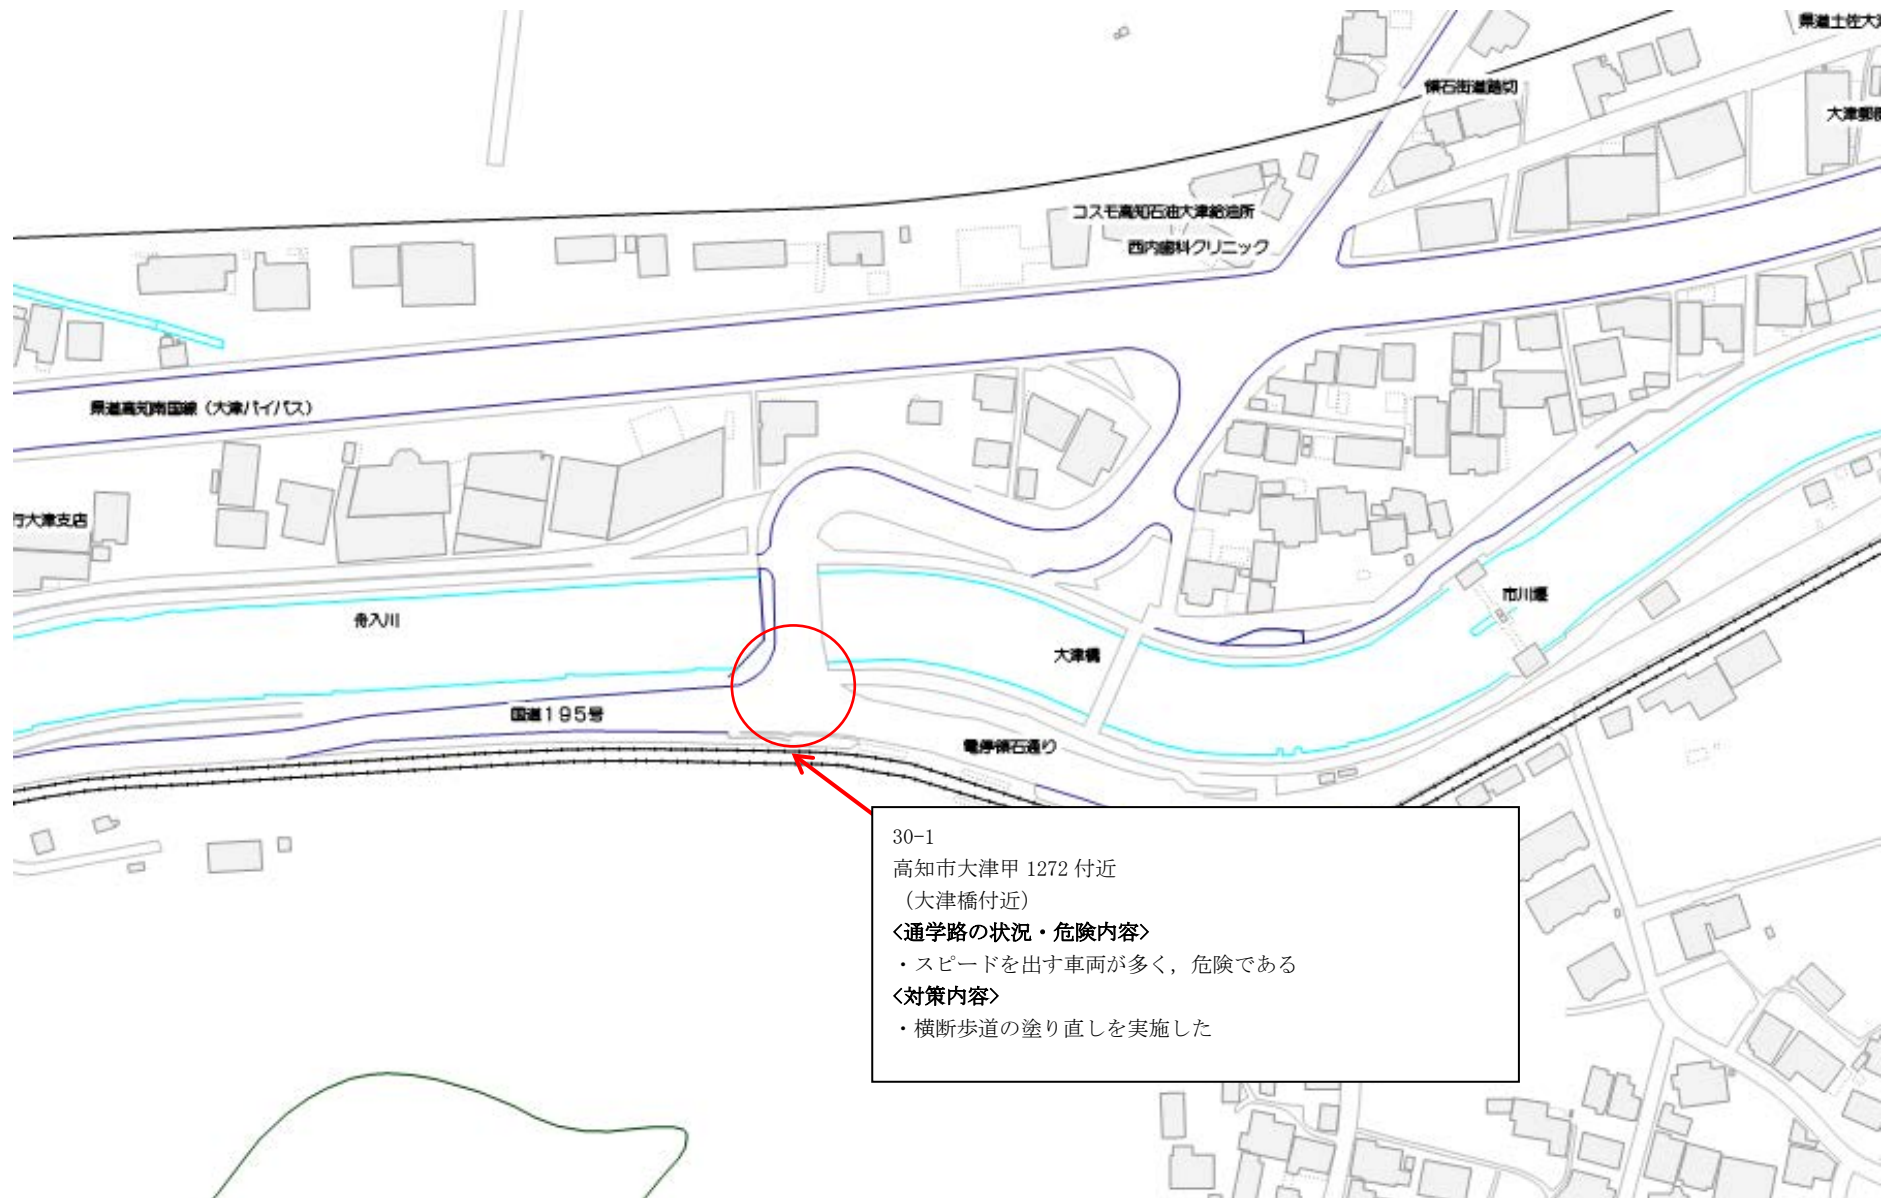 県道土佐大
領石街道踏切
大津郵
コスモ高知石油大津給油所
西内歯科クリニック
県道高知南国線（大津バイパス）
行大津支店
舟入川
市川堰
大津橋
国道195号
電停領石通り
30-1
高知市大津甲 1272 付近
（大津橋付近）
<通学路の状況・危険内容>
・スピードを出す車両が多く，危険である
<対策内容>
・横断歩道の塗り直しを実施した